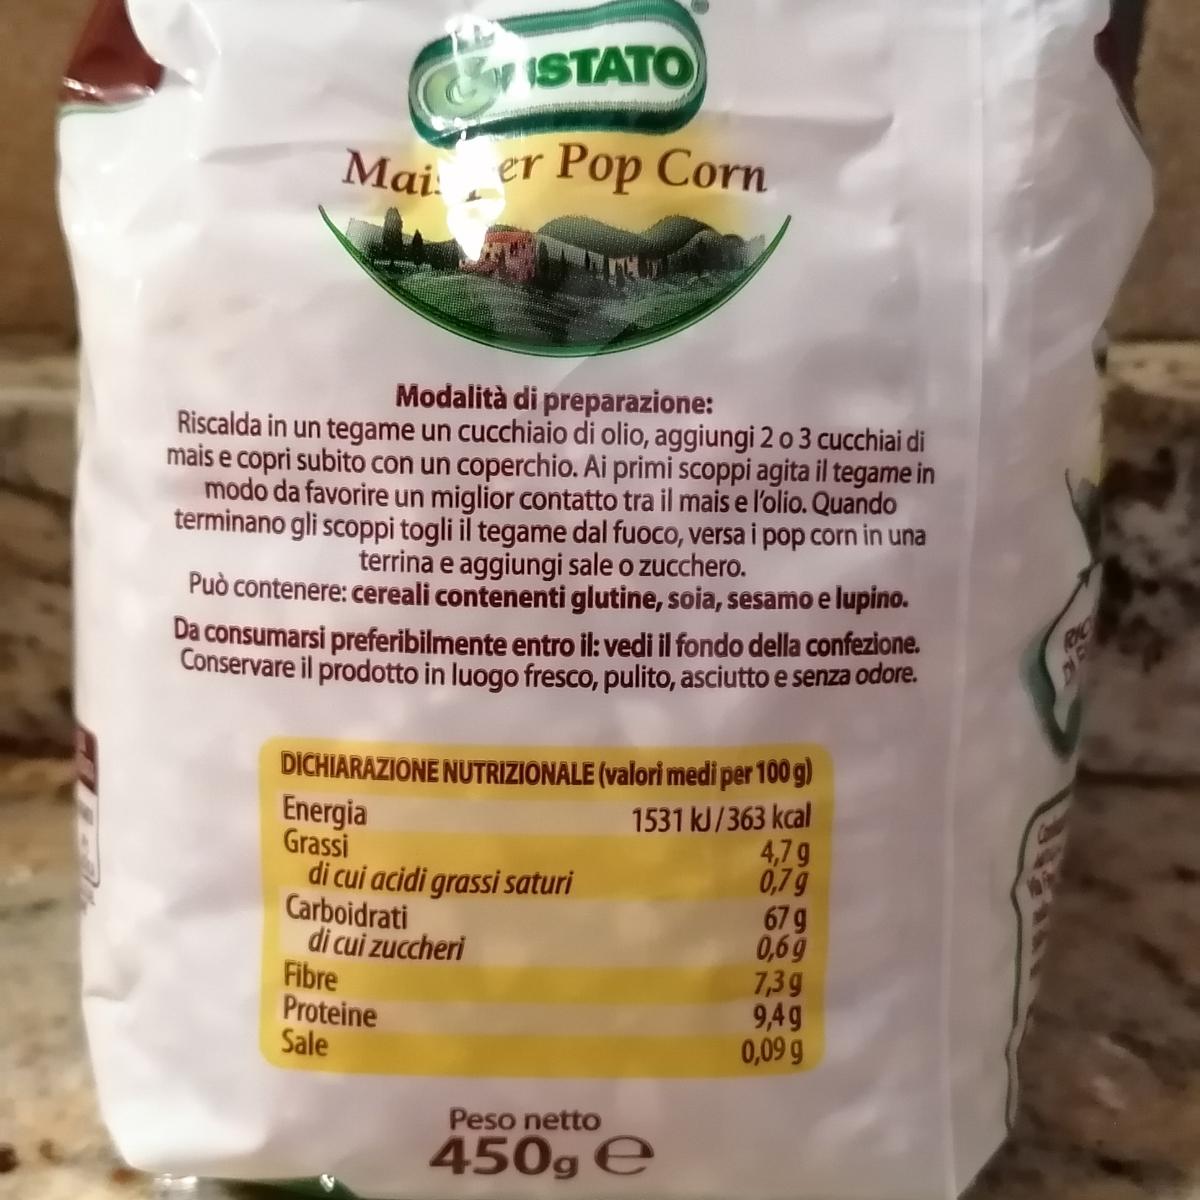 GUSTATO
Mais per Pop Corn
Modalità di preparazione:
Riscalda in un tegame un cucchiaio di olio, aggiungi 2 o 3 cucchiai di
mais e copri subito con un coperchio. Ai primi scoppi agita il tegame in
modo da favorire un miglior contatto tra il mais e l'olio. Quando
terminano gli scoppi togli il tegame dal fuoco, versa i pop corn in una
terrina e aggiungi sale o zucchero.
Può contenere: cereali contenenti glutine, soia, sesamo e lupino.
Da consumarsi preferibilmente entro il: vedi il fondo della confezione.
Conservare il prodotto in luogo fresco, pulito, asciutto e senza odore.
DICHIARAZIONE NUTRIZIONALE (valori medi per 100 g)
Energia 1531 kJ/363 kcal
Grassi 4,7 g
di cui acidi grassi saturi 0,7 g
Carboidrati 67 g
di cui zuccheri 0,6 g
Fibre 7,3 g
Proteine 9,4 g
Sale 0,09 g
Peso netto
450g e